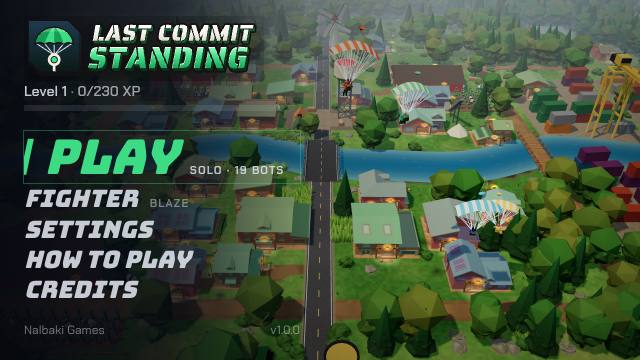 LAST COMMIT
STANDING
Level 1 · 0/230 XP
PLAY SOLO · 19 BOTS
FIGHTER BLAZE
SETTINGS
HOW TO PLAY
CREDITS
Nalbaki Games v1.0.0